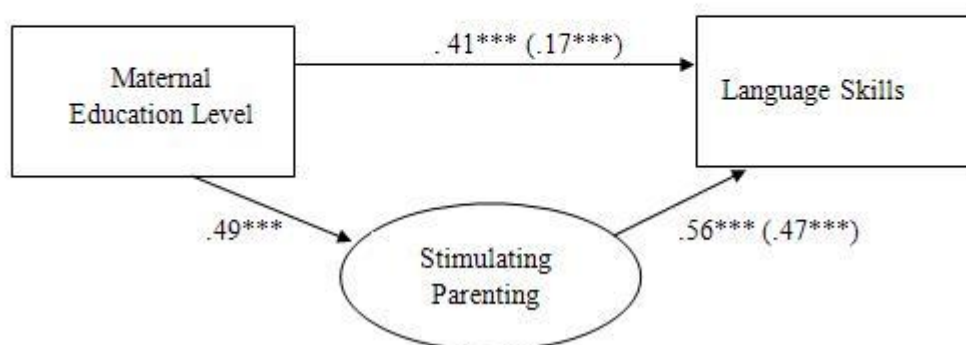 . 41*** (.17***)
Maternal
Education Level
Language Skills
.49***
.56*** (.47***)
Stimulating
Parenting